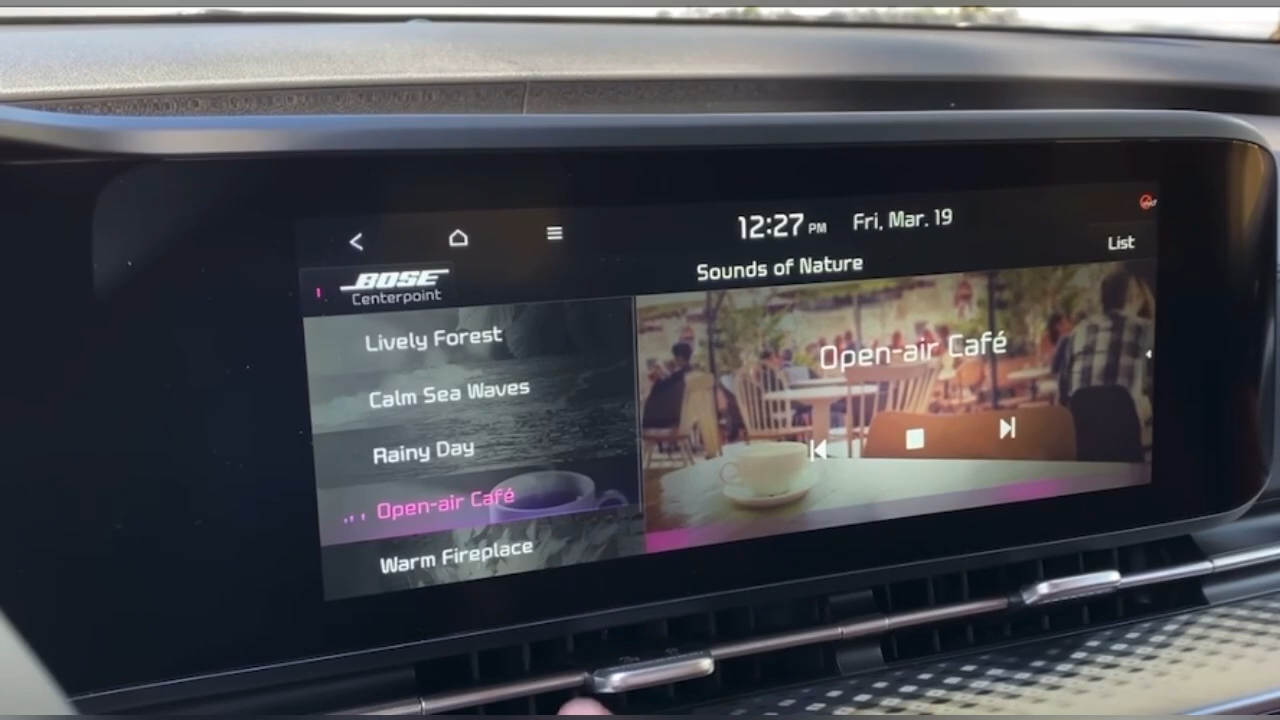 12:27 PM Fri, Mar. 19
List
BOSE
Centerpoint
Sounds of Nature
Lively Forest
Calm Sea Waves
Rainy Day
Open-air Café
Warm Fireplace
Open-air Café